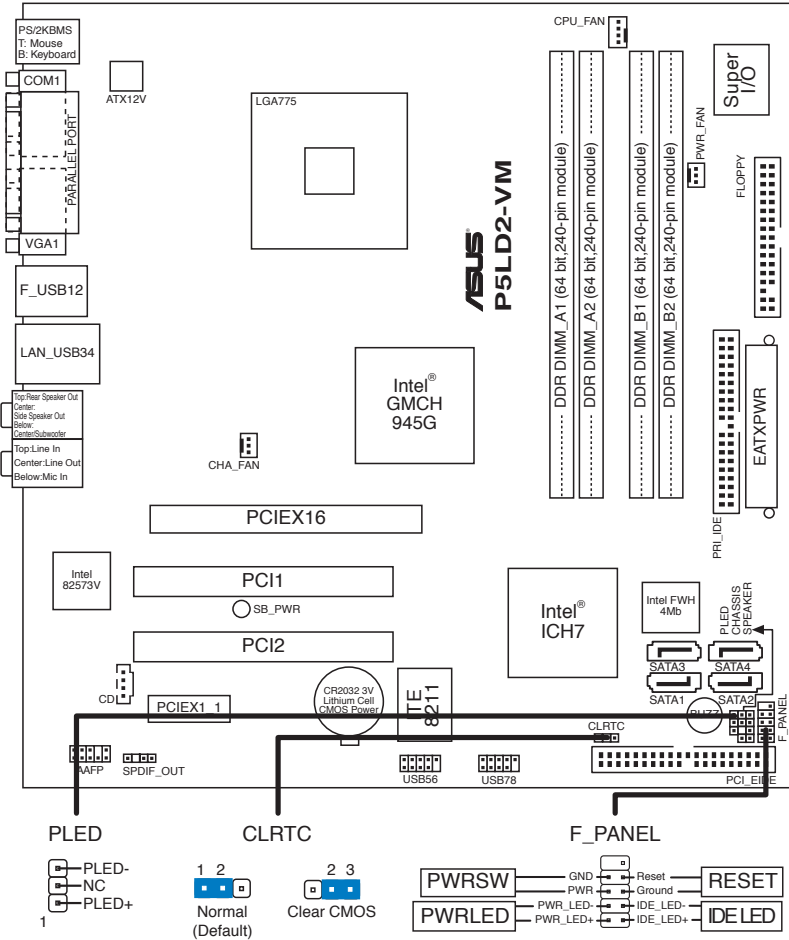 PS/2KBMS
T: Mouse
B: Keyboard
CPU_FAN
COM1
ATX12V
Super
I/O
LGA775
PARALLEL PORT
PWR_FAN
FLOPPY
VGA1
ASUS
P5LD2-VM
DDR DIMM_A1 (64 bit,240-pin module)
DDR DIMM_A2 (64 bit,240-pin module)
DDR DIMM_B1 (64 bit,240-pin module)
DDR DIMM_B2 (64 bit,240-pin module)
F_USB12
LAN_USB34
Intel®
GMCH
945G
EATXPWR
PRI_IDE
Top:Rear Speaker Out
Center:
Side Speaker Out
Below:
Center/Subwoofer
Top:Line In
Center:Line Out
Below:Mic In
CHA_FAN
PCIEX16
Intel
82573V
PCI1
SB_PWR
PCI2
Intel®
ICH7
Intel FWH
4Mb
PLED
CHASSIS
SPEAKER
SATA3
SATA4
SATA1
SATA2
CD
PCIEX1_1
CR2032 3V
Lithium Cell
CMOS Power
ITE
8211
BUZZ
F_PANEL
CLRTC
AAFP
SPDIF_OUT
USB56
USB78
PCI_EIDE
PLED
CLRTC
F_PANEL
PLED-
NC
PLED+
1
1 2
Normal
(Default)
2 3
Clear CMOS
PWRSW
GND
PWR
Reset
Ground
RESET
PWRLED
PWR_LED-
PWR_LED+
IDE_LED-
IDE_LED+
IDE LED